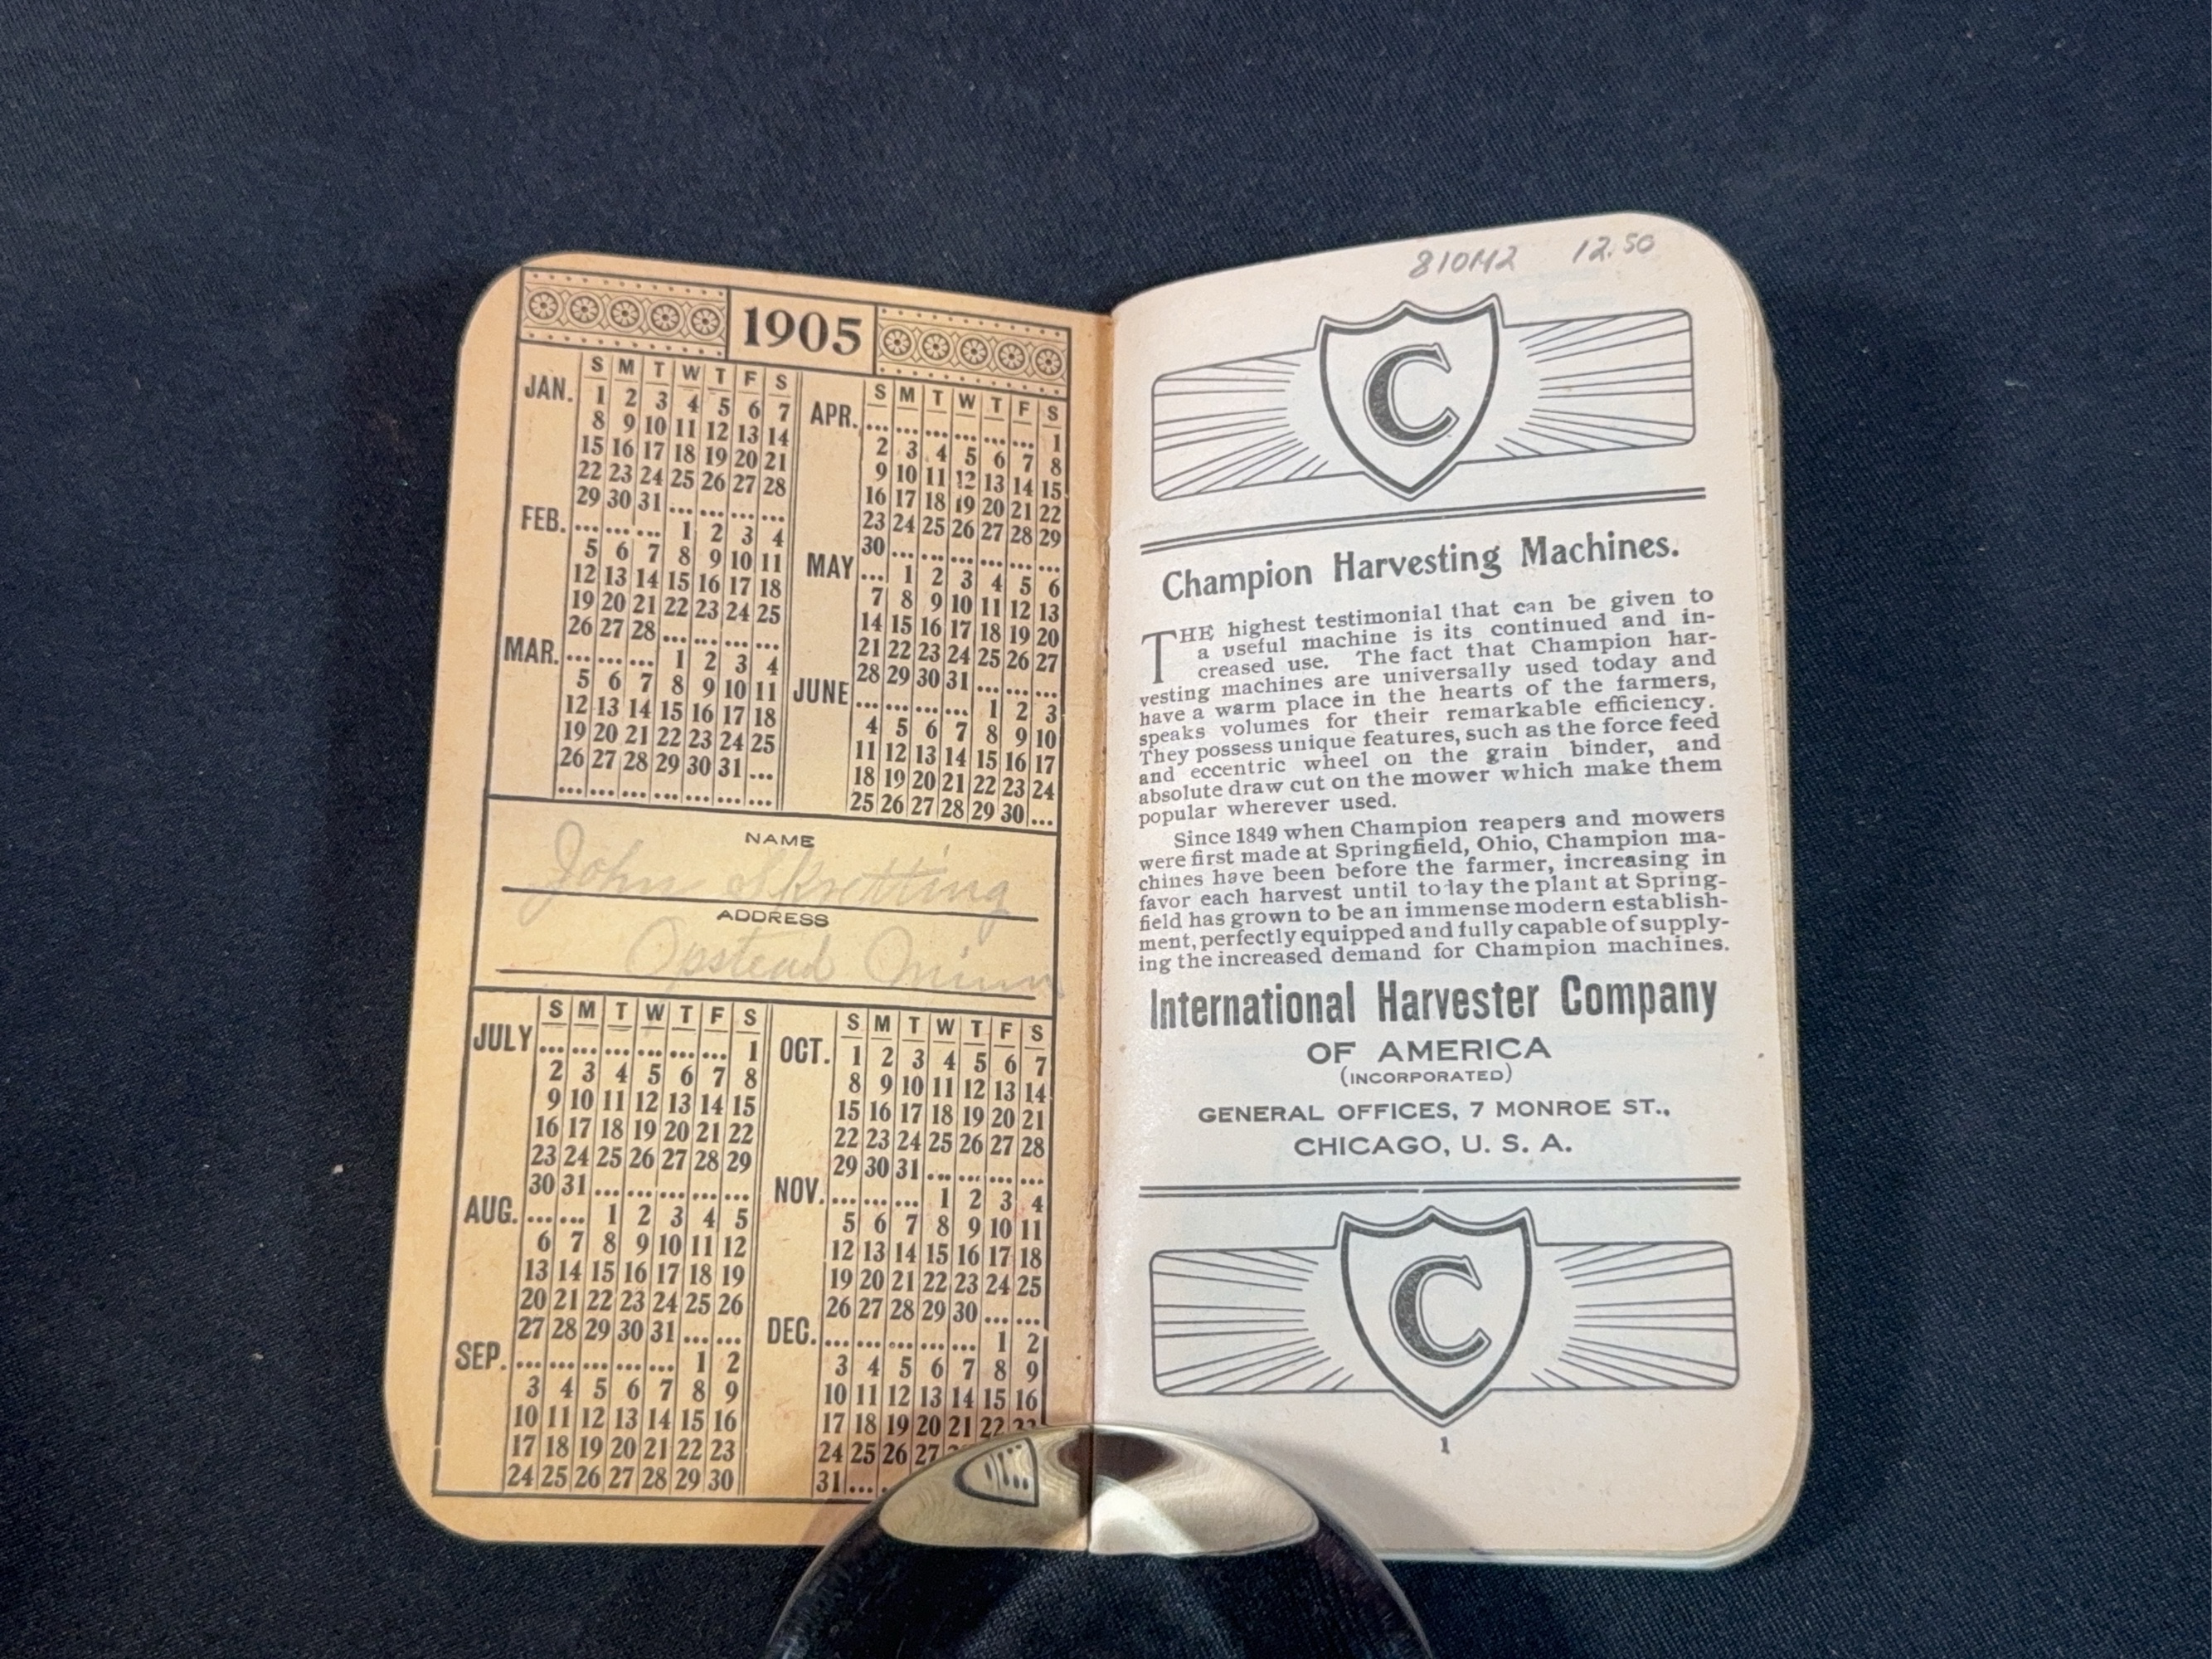 1905
S M T W T F S
JAN. 1 2 3 4 5 6 7
8 9 10 11 12 13 14
15 16 17 18 19 20 21
22 23 24 25 26 27 28
29 30 31 ... ... ... ...
FEB. ... ... ... 1 2 3 4
5 6 7 8 9 10 11
12 13 14 15 16 17 18
19 20 21 22 23 24 25
26 27 28 ... ... ... ...
MAR. ... ... ... 1 2 3 4
5 6 7 8 9 10 11
12 13 14 15 16 17 18
19 20 21 22 23 24 25
26 27 28 29 30 31 ...
... ... ... ... ... ... ...
S M T W T F S
APR. ... ... ... ... ... ... 1
2 3 4 5 6 7 8
9 10 11 12 13 14 15
16 17 18 19 20 21 22
23 24 25 26 27 28 29
30 ... ... ... ... ... ...
MAY ... 1 2 3 4 5 6
7 8 9 10 11 12 13
14 15 16 17 18 19 20
21 22 23 24 25 26 27
28 29 30 31 ... ... ...
JUNE ... ... ... ... 1 2 3
4 5 6 7 8 9 10
11 12 13 14 15 16 17
18 19 20 21 22 23 24
25 26 27 28 29 30 ...
NAME
John Skretting
ADDRESS
Opstead Minn
S M T W T F S
JULY ... ... ... ... ... ... 1
2 3 4 5 6 7 8
9 10 11 12 13 14 15
16 17 18 19 20 21 22
23 24 25 26 27 28 29
30 31 ... ... ... ... ...
AUG. ... ... 1 2 3 4 5
6 7 8 9 10 11 12
13 14 15 16 17 18 19
20 21 22 23 24 25 26
27 28 29 30 31 ... ...
SEP. ... ... ... ... ... 1 2
3 4 5 6 7 8 9
10 11 12 13 14 15 16
17 18 19 20 21 22 23
24 25 26 27 28 29 30
S M T W T F S
OCT. 1 2 3 4 5 6 7
8 9 10 11 12 13 14
15 16 17 18 19 20 21
22 23 24 25 26 27 28
29 30 31 ... ... ... ...
NOV. ... ... ... 1 2 3 4
5 6 7 8 9 10 11
12 13 14 15 16 17 18
19 20 21 22 23 24 25
26 27 28 29 30 ... ...
DEC. ... ... ... ... ... 1 2
3 4 5 6 7 8 9
10 11 12 13 14 15 16
17 18 19 20 21 22 23
24 25 26 27
31 ...
810M2 12.50
C
Champion Harvesting Machines.
THE highest testimonial that can be given to
a useful machine is its continued and in-
creased use. The fact that Champion har-
vesting machines are universally used today and
have a warm place in the hearts of the farmers,
speaks volumes for their remarkable efficiency.
They possess unique features, such as the force feed
and eccentric wheel on the grain binder, and
absolute draw cut on the mower which make them
popular wherever used.
Since 1849 when Champion reapers and mowers
were first made at Springfield, Ohio, Champion ma-
chines have been before the farmer, increasing in
favor each harvest until today the plant at Spring-
field has grown to be an immense modern establish-
ment, perfectly equipped and fully capable of supply-
ing the increased demand for Champion machines.
International Harvester Company
OF AMERICA
(INCORPORATED)
GENERAL OFFICES, 7 MONROE ST.,
CHICAGO, U. S. A.
C
1